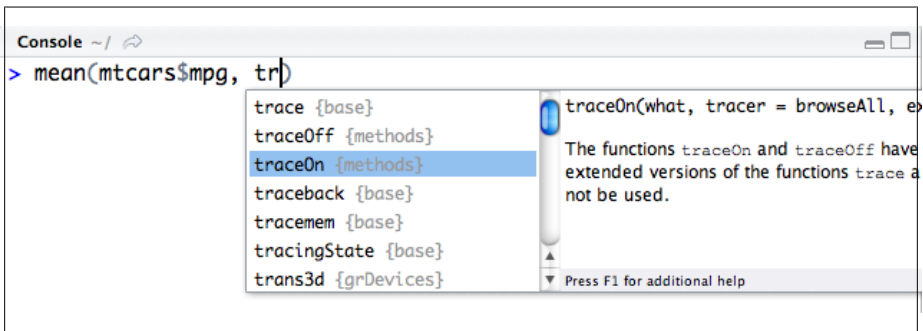 Console ~/
> mean(mtcars$mpg, tr)
trace {base}
traceOff {methods}
traceOn {methods}
traceback {base}
tracemem {base}
tracingState {base}
trans3d {grDevices}
traceOn(what, tracer = browseAll, ex
The functions traceOn and traceOff have
extended versions of the functions trace a
not be used.
Press F1 for additional help